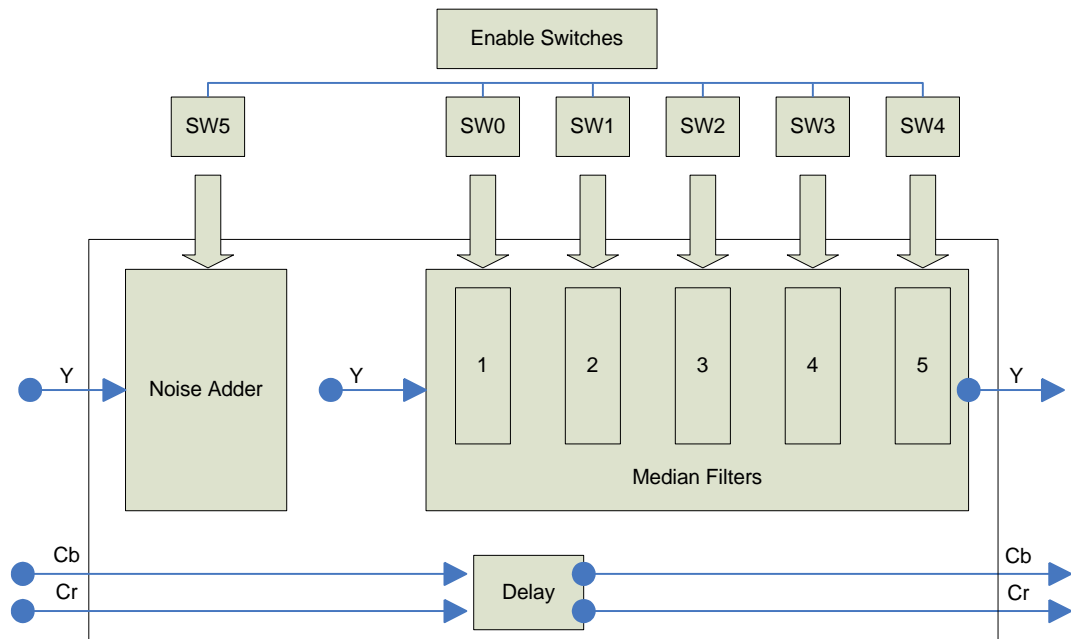 Enable Switches
SW5
SW0
SW1
SW2
SW3
SW4
Y
Noise Adder
Y
1
2
3
4
5
Y
Median Filters
Cb
Cr
Delay
Cb
Cr